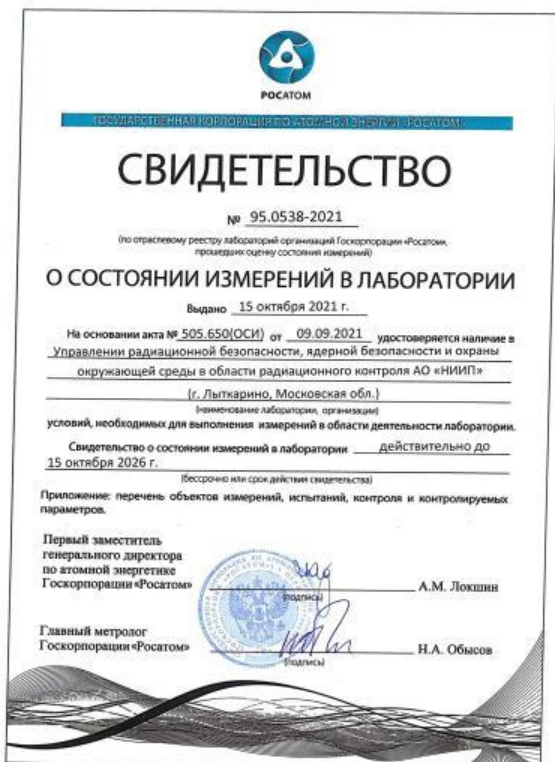 РОСАТОМ
ГОСУДАРСТВЕННАЯ КОРПОРАЦИЯ ПО АТОМНОЙ ЭНЕРГИИ «РОСАТОМ»
СВИДЕТЕЛЬСТВО
№ 95.0538-2021
(по отраслевому реестру лабораторий организаций Госкорпорации «Росатом»,
прошедших оценку состояния измерений)
О СОСТОЯНИИ ИЗМЕРЕНИЙ В ЛАБОРАТОРИИ
Выдано 15 октября 2021 г.
На основании акта № 505.650(ОСИ) от 09.09.2021 удостоверяется наличие в
Управлении радиационной безопасности, ядерной безопасности и охраны
окружающей среды в области радиационного контроля АО «НИИП»
(г. Лыткарино, Московская обл.)
(наименование лаборатории, организации)
условий, необходимых для выполнения измерений в области деятельности лаборатории.
Свидетельство о состоянии измерений в лаборатории действительно до
15 октября 2026 г.
(бессрочно или срок действия свидетельства)
Приложение: перечень объектов измерений, испытаний, контроля и контролируемых
параметров.
Первый заместитель
генерального директора
по атомной энергетике
Госкорпорации «Росатом» А.М. Локшин
(подпись)
Главный метролог
Госкорпорации «Росатом» Н.А. Обысов
(подпись)